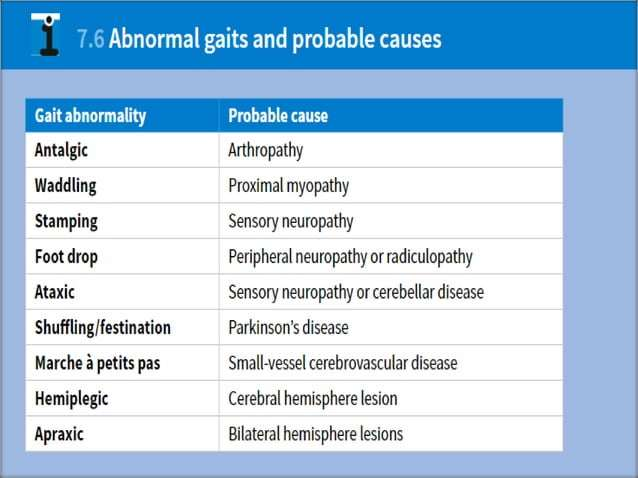 7.6 Abnormal gaits and probable causes
Gait abnormality Probable cause
Antalgic Arthropathy
Waddling Proximal myopathy
Stamping Sensory neuropathy
Foot drop Peripheral neuropathy or radiculopathy
Ataxic Sensory neuropathy or cerebellar disease
Shuffling/festination Parkinson's disease
Marche à petits pas Small-vessel cerebrovascular disease
Hemiplegic Cerebral hemisphere lesion
Apraxic Bilateral hemisphere lesions